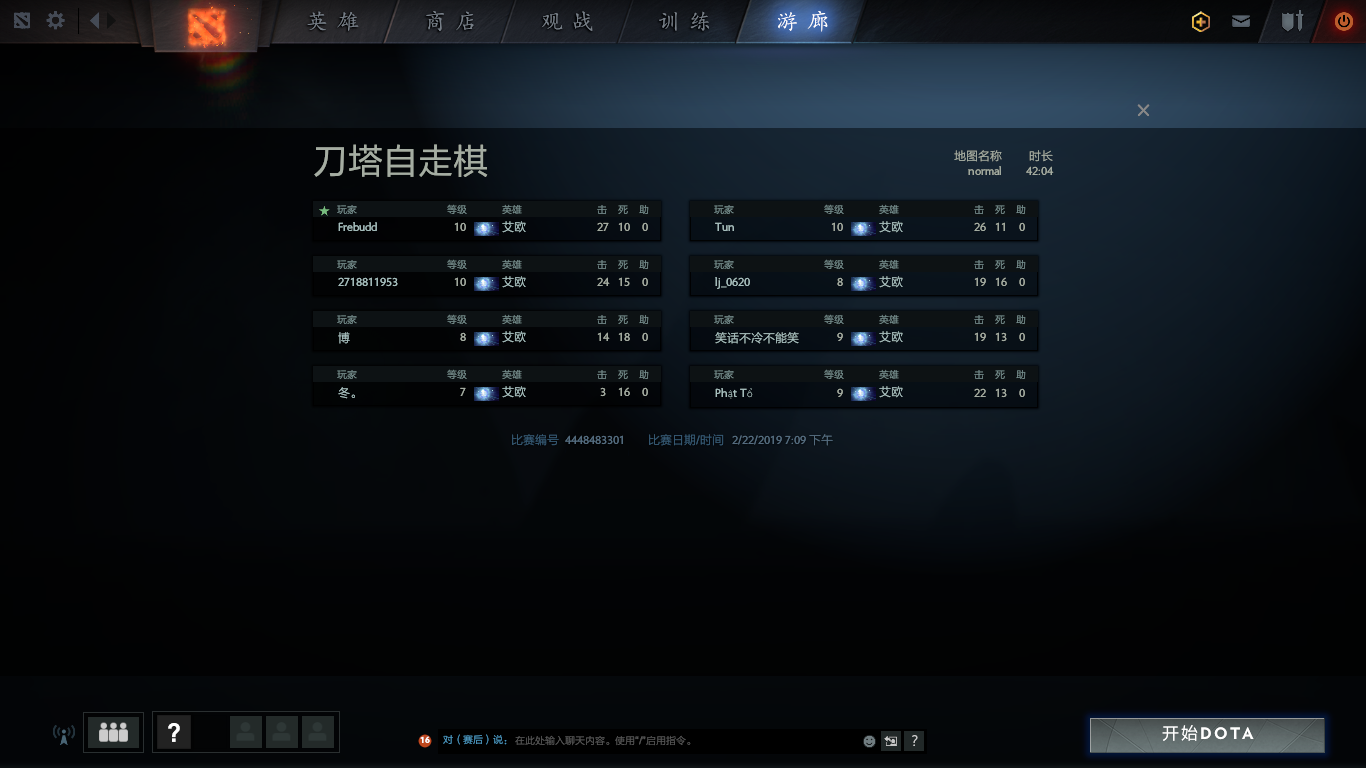 英雄 商店 观战 训练 游廊
刀塔自走棋
地图名称 时长
normal 42:04
玩家 等级 英雄 击 死 助
Frebudd 10 艾欧 27 10 0
玩家 等级 英雄 击 死 助
Tun 10 艾欧 26 11 0
玩家 等级 英雄 击 死 助
2718811953 10 艾欧 24 15 0
玩家 等级 英雄 击 死 助
lj_0620 8 艾欧 19 16 0
玩家 等级 英雄 击 死 助
博 8 艾欧 14 18 0
玩家 等级 英雄 击 死 助
笑话不冷不能笑 9 艾欧 19 13 0
玩家 等级 英雄 击 死 助
冬。 7 艾欧 3 16 0
玩家 等级 英雄 击 死 助
Phật Tổ 9 艾欧 22 13 0
比赛编号 4448483301 比赛日期/时间 2/22/2019 7:09 下午
?
16 对（赛后）说: 在此处输入聊天内容。使用"/"启用指令。 ?
开始DOTA